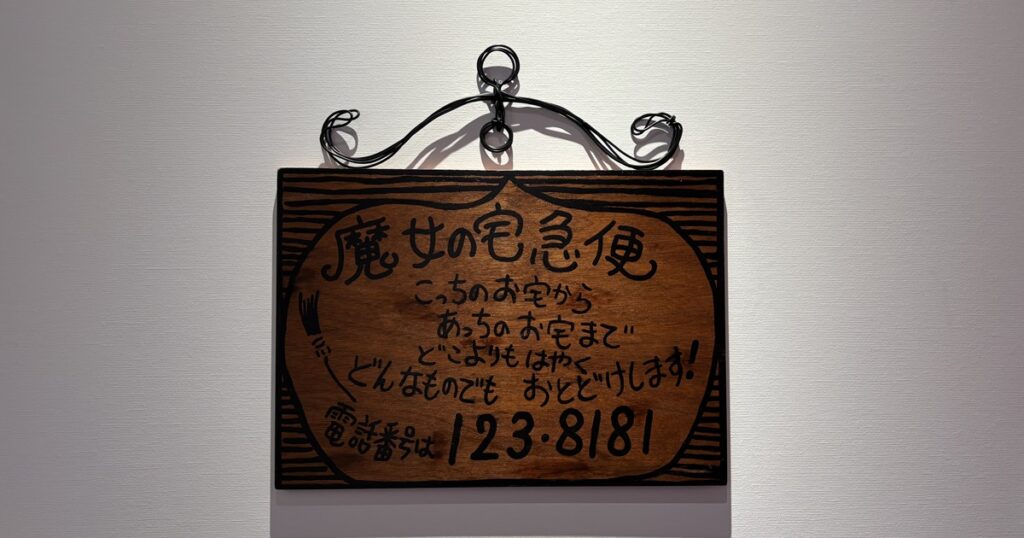 魔女の宅急便
こっちのお宅から
あっちのお宅まで
どこよりもはやく
どんなものでも おとどけします!
電話番号は 123・8181